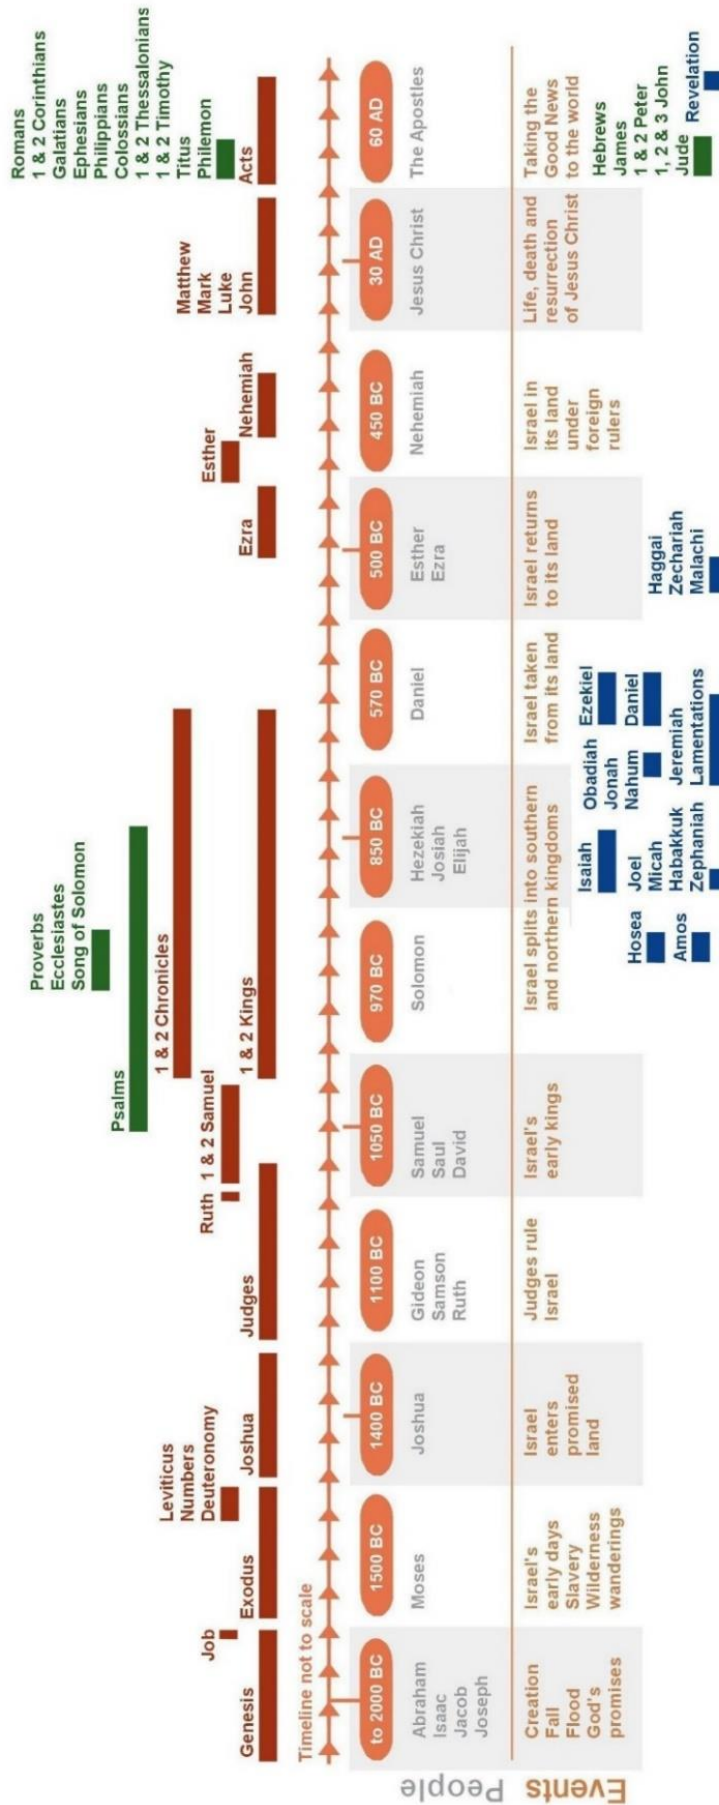 Proverbs
Ecclesiastes
Song of Solomon
Psalms
1 & 2 Chronicles
Romans
1 & 2 Corinthians
Galatians
Ephesians
Philippians
Colossians
1 & 2 Thessalonians
1 & 2 Timothy
Titus
Philemon
Job
Leviticus
Numbers
Deuteronomy
Ruth
1 & 2 Samuel
Esther
Matthew
Mark
Luke
John
Genesis
Exodus
Joshua
Judges
1 & 2 Kings
Ezra
Nehemiah
Acts
Timeline not to scale
to 2000 BC
1500 BC
1400 BC
1100 BC
1050 BC
970 BC
850 BC
570 BC
500 BC
450 BC
30 AD
60 AD
People
Abraham
Isaac
Jacob
Joseph
Moses
Joshua
Gideon
Samson
Ruth
Samuel
Saul
David
Solomon
Hezekiah
Josiah
Elijah
Daniel
Esther
Ezra
Nehemiah
Jesus Christ
The Apostles
Events
Creation
Fall
Flood
God's
promises
Israel's
early days
Slavery
Wilderness
wanderings
Israel
enters
promised
land
Judges rule
Israel
Israel's
early kings
Israel splits into southern
and northern kingdoms
Israel taken
from its land
Israel returns
to its land
Israel in
its land
under
foreign
rulers
Life, death and
resurrection
of Jesus Christ
Taking the
Good News
to the world
Hosea
Amos
Isaiah
Joel
Micah
Habakkuk
Zephaniah
Obadiah
Jonah
Nahum
Ezekiel
Daniel
Jeremiah
Lamentations
Haggai
Zechariah
Malachi
Hebrews
James
1 & 2 Peter
1, 2 & 3 John
Jude
Revelation